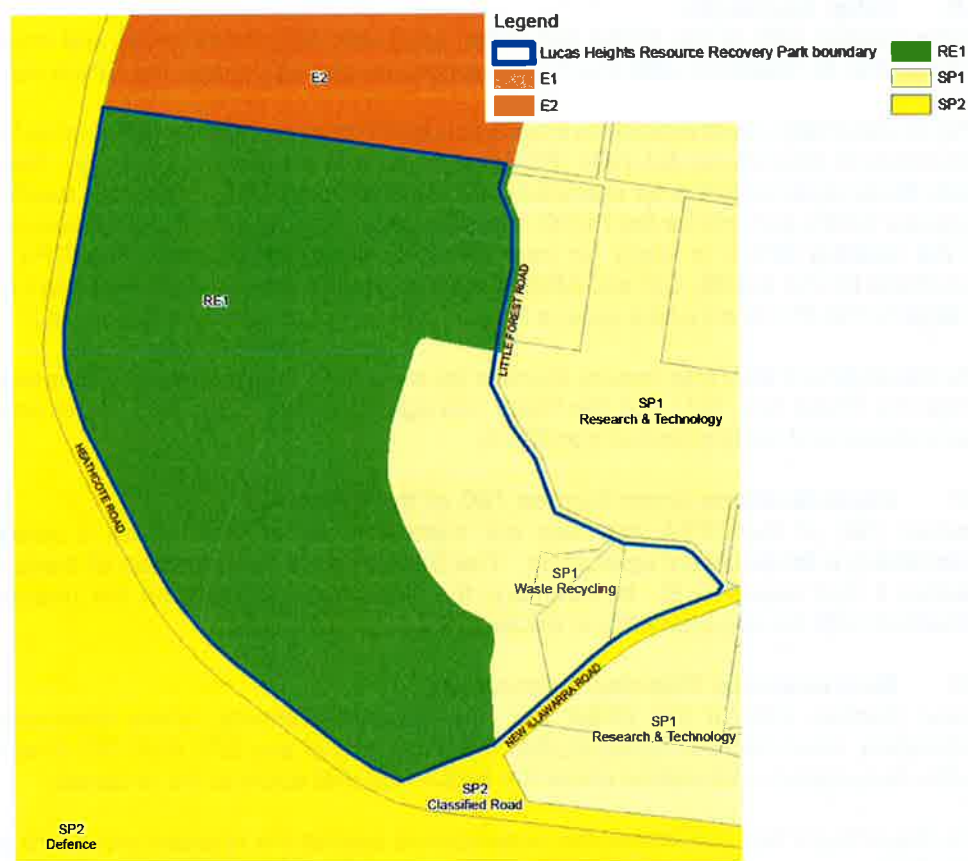 Legend
Lucas Heights Resource Recovery Park boundary
E1
E2
RE1
SP1
SP2
E2
RE1
LITTLE FOREST ROAD
SP1
Research & Technology
HEATHCOTE ROAD
SP1
Waste Recycling
NEW ILLAWARRA ROAD
SP1
Research & Technology
SP2
Classified Road
SP2
Defence